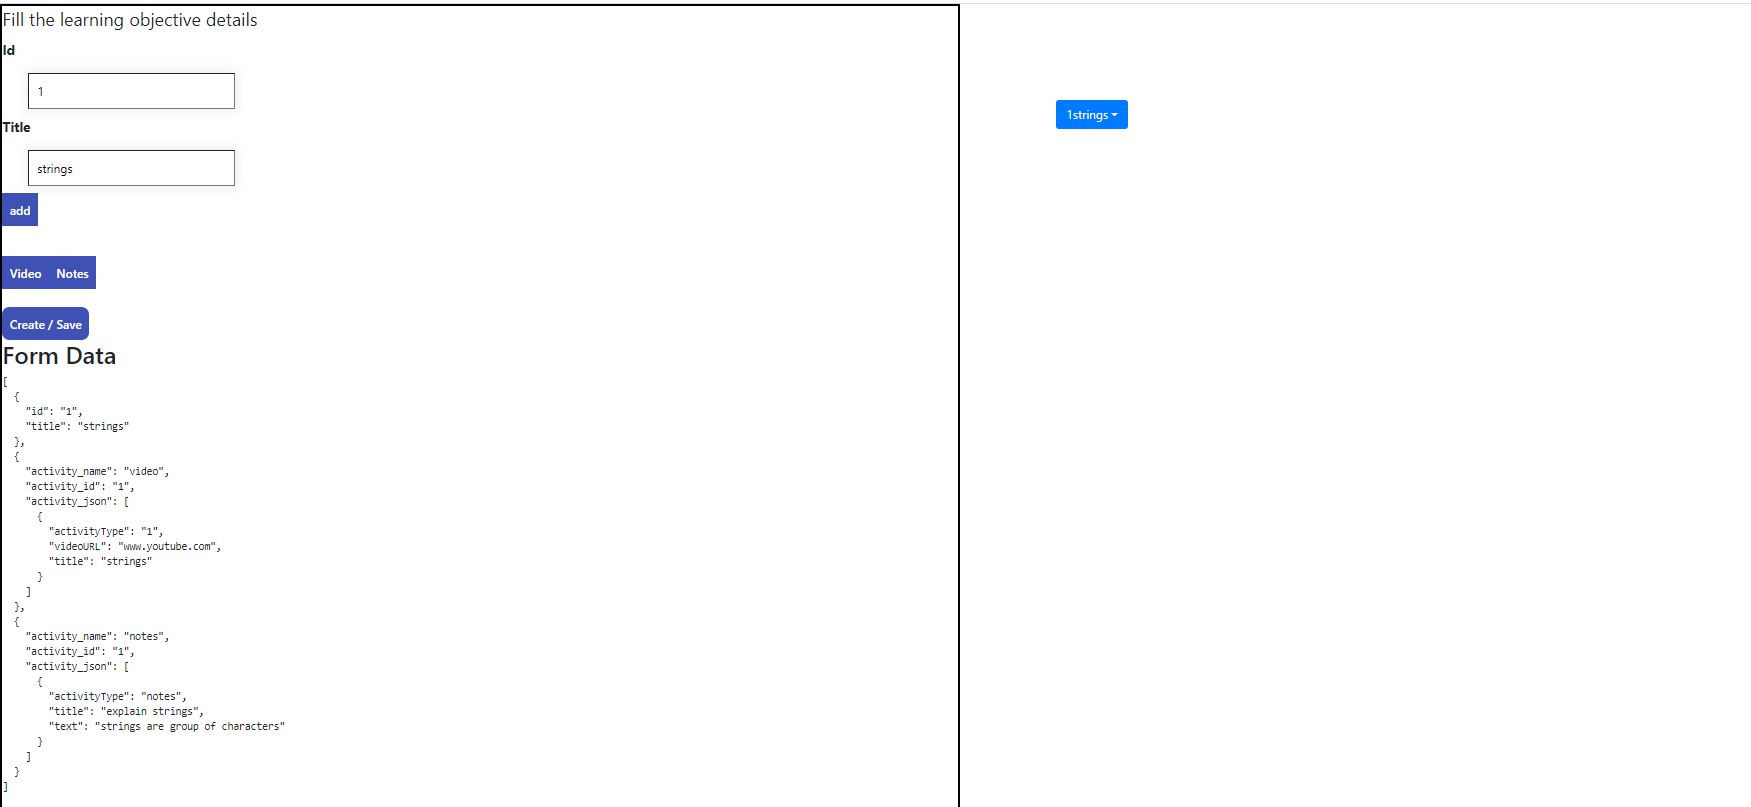 Fill the learning objective details
Id
1
Title
strings
add
Video Notes
Create / Save
1strings
Form Data
[
  {
    "id": "1",
    "title": "strings"
  },
  {
    "activity_name": "video",
    "activity_id": "1",
    "activity_json": [
      {
        "activityType": "1",
        "videoURL": "www.youtube.com",
        "title": "strings"
      }
    ]
  },
  {
    "activity_name": "notes",
    "activity_id": "1",
    "activity_json": [
      {
        "activityType": "notes",
        "title": "explain strings",
        "text": "strings are group of characters"
      }
    ]
  }
]